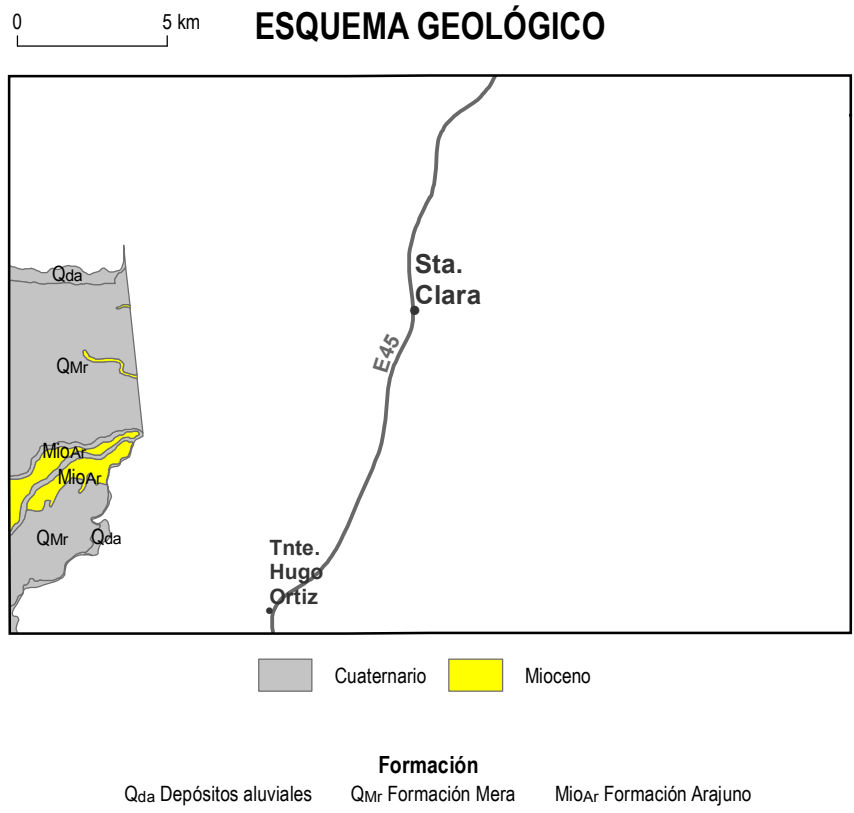 0 5 km
ESQUEMA GEOLÓGICO
Qda
Sta.
Clara
E45
QMr
MioAr
MioAr
QMr
Qda
Tnte.
Hugo
Ortiz
Cuaternario
Mioceno
Formación
Qda Depósitos aluviales
QMr Formación Mera
MioAr Formación Arajuno